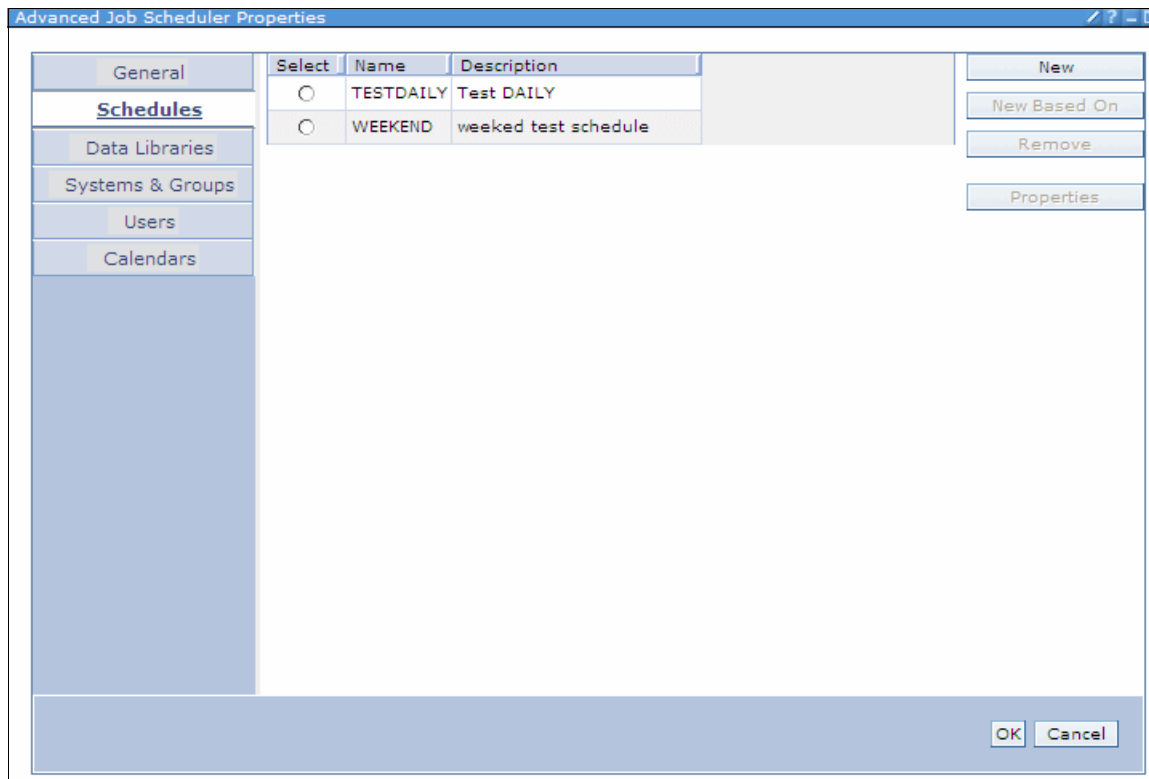 Advanced Job Scheduler Properties
General
Schedules
Data Libraries
Systems & Groups
Users
Calendars
Select Name Description
TESTDAILY Test DAILY
WEEKEND weeked test schedule
New
New Based On
Remove
Properties
OK Cancel